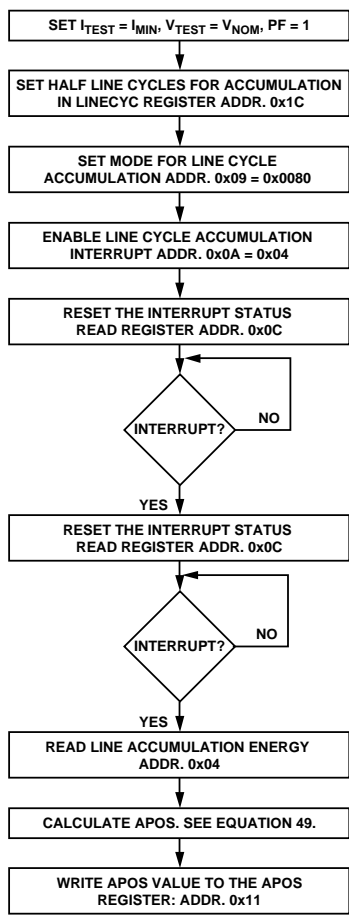 SET I_TEST = I_MIN, V_TEST = V_NOM, PF = 1
SET HALF LINE CYCLES FOR ACCUMULATION
IN LINECYC REGISTER ADDR. 0x1C
SET MODE FOR LINE CYCLE
ACCUMULATION ADDR. 0x09 = 0x0080
ENABLE LINE CYCLE ACCUMULATION
INTERRUPT ADDR. 0x0A = 0x04
RESET THE INTERRUPT STATUS
READ REGISTER ADDR. 0x0C
INTERRUPT?
NO
YES
RESET THE INTERRUPT STATUS
READ REGISTER ADDR. 0x0C
INTERRUPT?
NO
YES
READ LINE ACCUMULATION ENERGY
ADDR. 0x04
CALCULATE APOS. SEE EQUATION 49.
WRITE APOS VALUE TO THE APOS
REGISTER: ADDR. 0x11